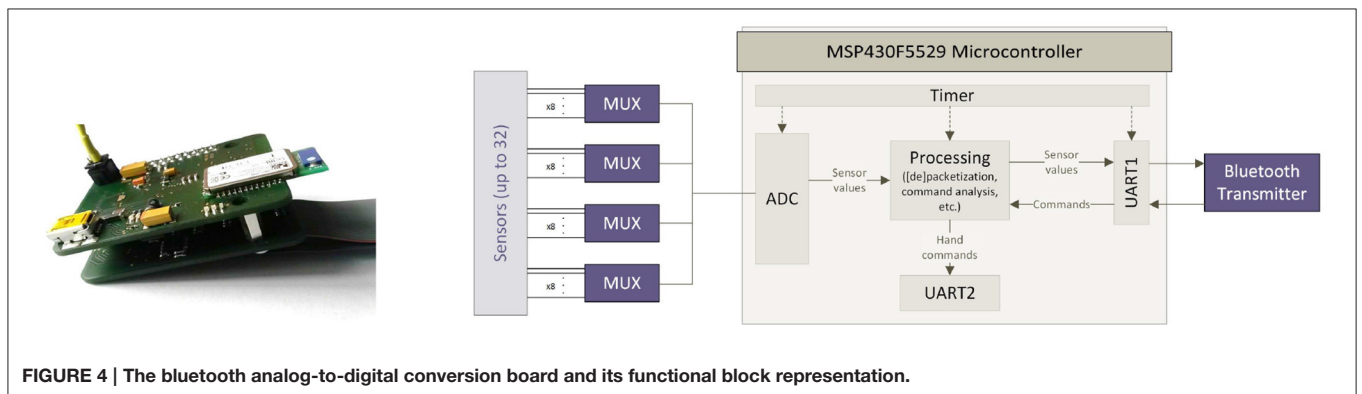 MSP430F5529 Microcontroller
Sensors (up to 32)
x8
MUX
x8
MUX
x8
MUX
x8
MUX
Timer
ADC
Sensor
values
Processing
([de]packetization,
command analysis,
etc.)
Sensor
values
Commands
UART1
Bluetooth
Transmitter
Hand
commands
UART2
FIGURE 4 | The bluetooth analog-to-digital conversion board and its functional block representation.